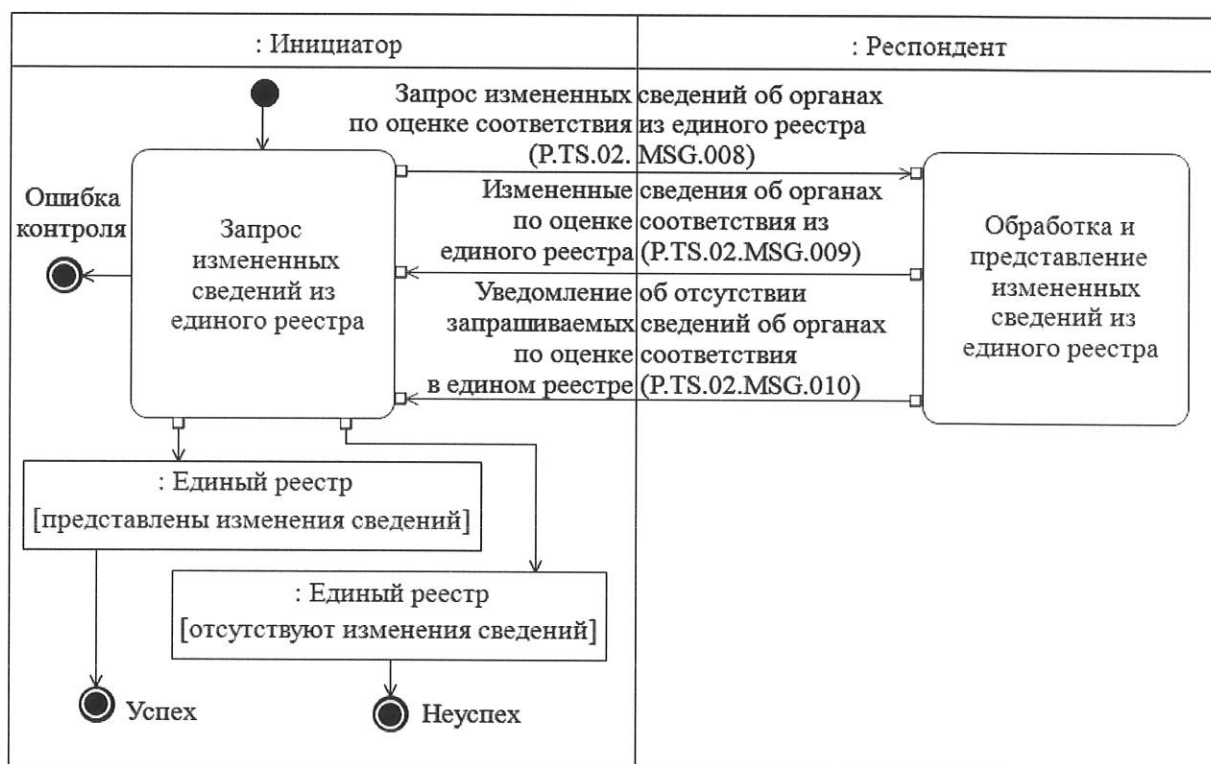 : Инициатор
: Респондент
Запрос измененных сведений об органах
по оценке соответствия из единого реестра
(P.TS.02. MSG.008)
Ошибка
контроля
Запрос
измененных
сведений из
единого реестра
Измененные сведения об органах
по оценке соответствия из
единого реестра (P.TS.02.MSG.009)
Обработка и
представление
измененных
сведений из
единого реестра
Уведомление об отсутствии
запрашиваемых сведений об органах
по оценке соответствия
в едином реестре (P.TS.02.MSG.010)
: Единый реестр
[представлены изменения сведений]
: Единый реестр
[отсутствуют изменения сведений]
Успех
Неуспех